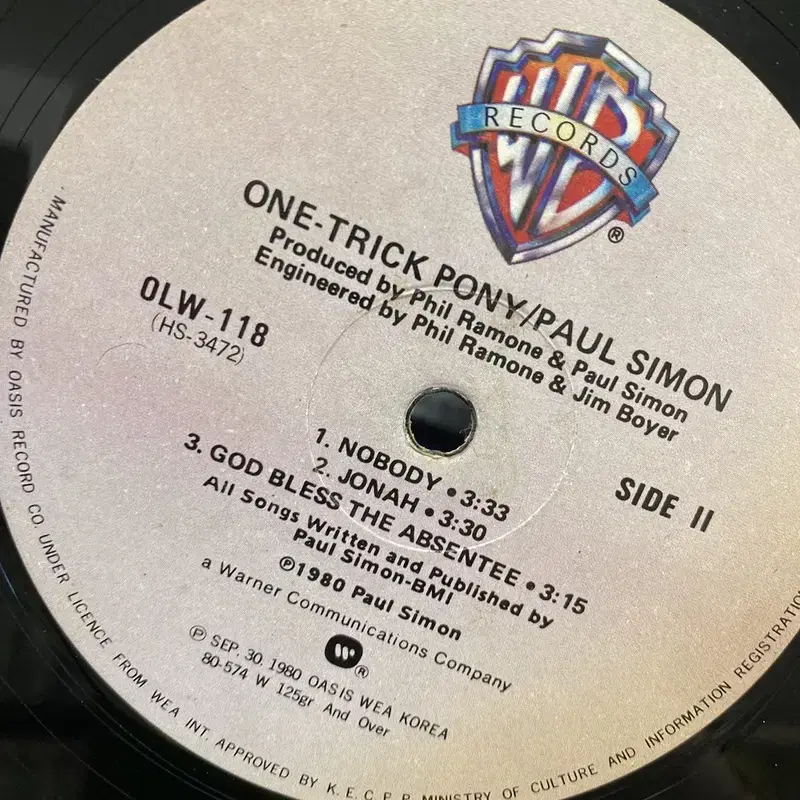 RECORDS
®
ONE-TRICK PONY/PAUL SIMON
Produced by Phil Ramone & Paul Simon
Engineered by Phil Ramone & Jim Boyer
OLW-118
(HS-3472)
SIDE II
1. NOBODY • 3:33
2. JONAH • 3:30
3. GOD BLESS THE ABSENTEE • 3:15
All Songs Written and Published by
Paul Simon-BMI
℗1980 Paul Simon
a Warner Communications Company
®
℗ SEP. 30. 1980 OASIS WEA KOREA
80-574 W 125gr And Over
· MANUFACTURED BY OASIS RECORD CO. UNDER LICENCE FROM WEA INT. APPROVED BY K. E. C. P. P. MINISTRY OF CULTURE AND INFORMATION REGISTRATIO